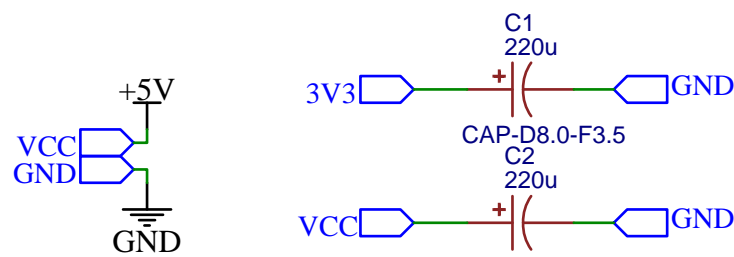 +5V
VCC
GND
GND
C1
220u
3V3
+
GND
CAP-D8.0-F3.5
C2
220u
VCC
+
GND